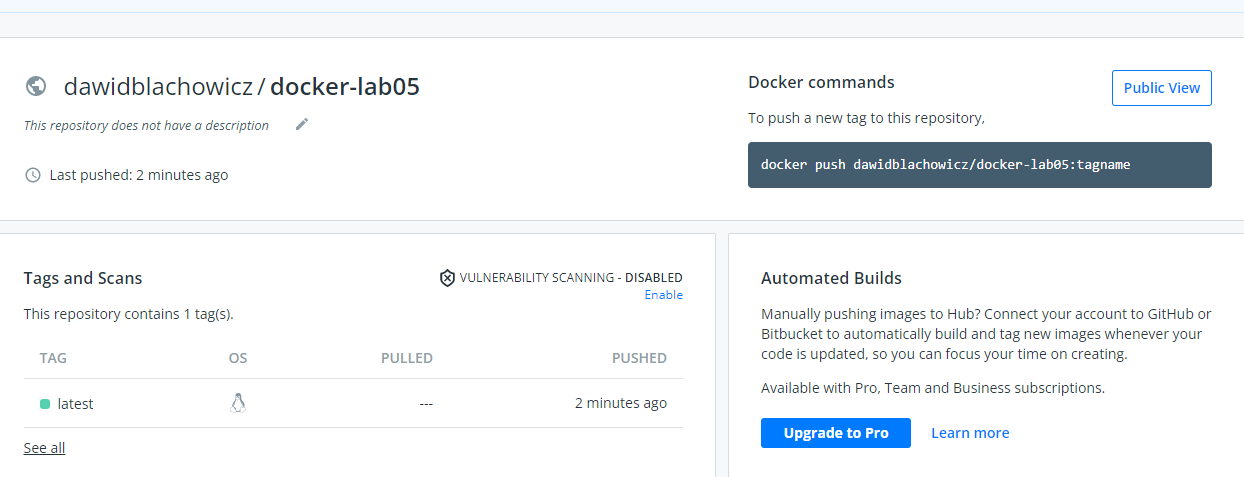 dawidblachowicz / docker-lab05
This repository does not have a description
Last pushed: 2 minutes ago
Docker commands
Public View
To push a new tag to this repository,
docker push dawidblachowicz/docker-lab05:tagname
Tags and Scans
VULNERABILITY SCANNING - DISABLED
Enable
This repository contains 1 tag(s).
TAG OS PULLED PUSHED
latest --- 2 minutes ago
See all
Automated Builds
Manually pushing images to Hub? Connect your account to GitHub or
Bitbucket to automatically build and tag new images whenever your
code is updated, so you can focus your time on creating.
Available with Pro, Team and Business subscriptions.
Upgrade to Pro Learn more